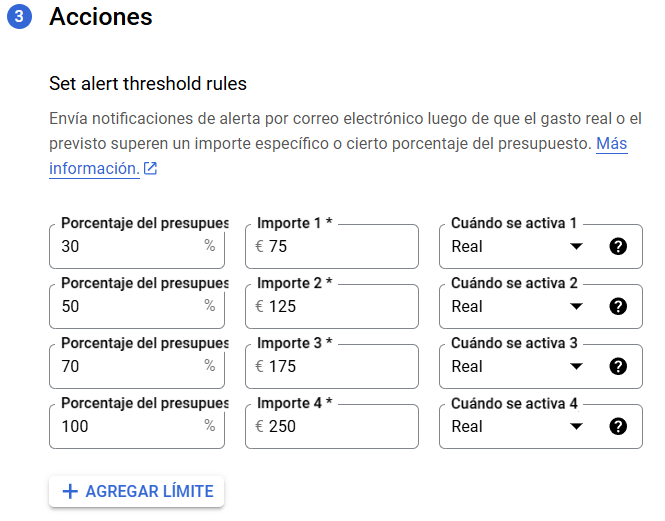 3 Acciones
Set alert threshold rules
Envía notificaciones de alerta por correo electrónico luego de que el gasto real o el
previsto superen un importe específico o cierto porcentaje del presupuesto. Más
información.
Porcentaje del presupues Importe 1 * Cuándo se activa 1
30 % € 75 Real ?
Porcentaje del presupues Importe 2 * Cuándo se activa 2
50 % € 125 Real ?
Porcentaje del presupues Importe 3 * Cuándo se activa 3
70 % € 175 Real ?
Porcentaje del presupues Importe 4 * Cuándo se activa 4
100 % € 250 Real ?
+ AGREGAR LÍMITE